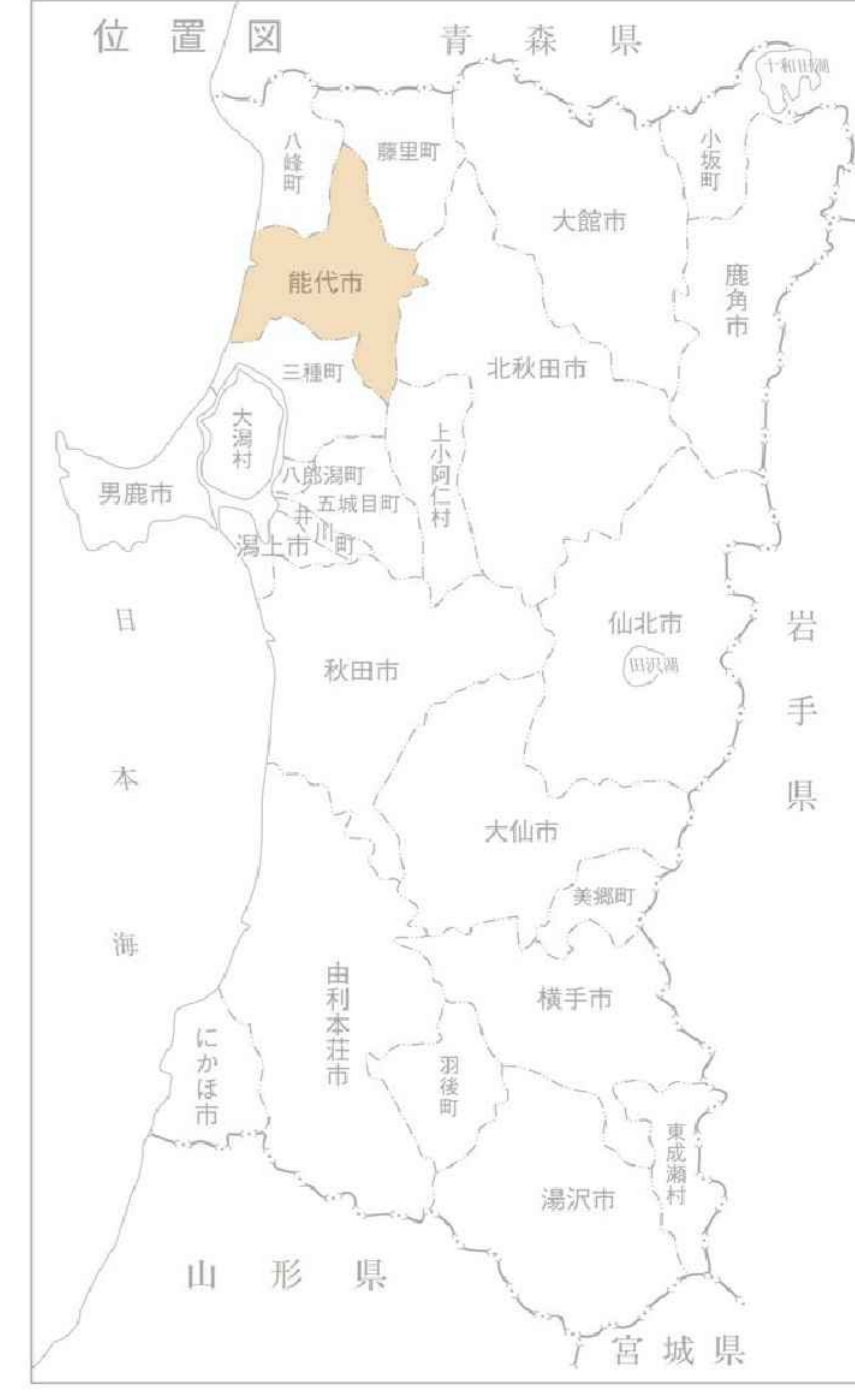 位置図
青森県
十和田湖
八峰町
藤里町
小坂町
大館市
能代市
鹿角市
三種町
北秋田市
大潟村
上小阿仁村
八郎潟町
男鹿市
五城目町
井川町
潟上市
日本海
仙北市
岩手県
田沢湖
秋田市
大仙市
美郷町
由利本荘市
横手市
にかほ市
羽後町
東成瀬村
湯沢市
山形県
宮城県